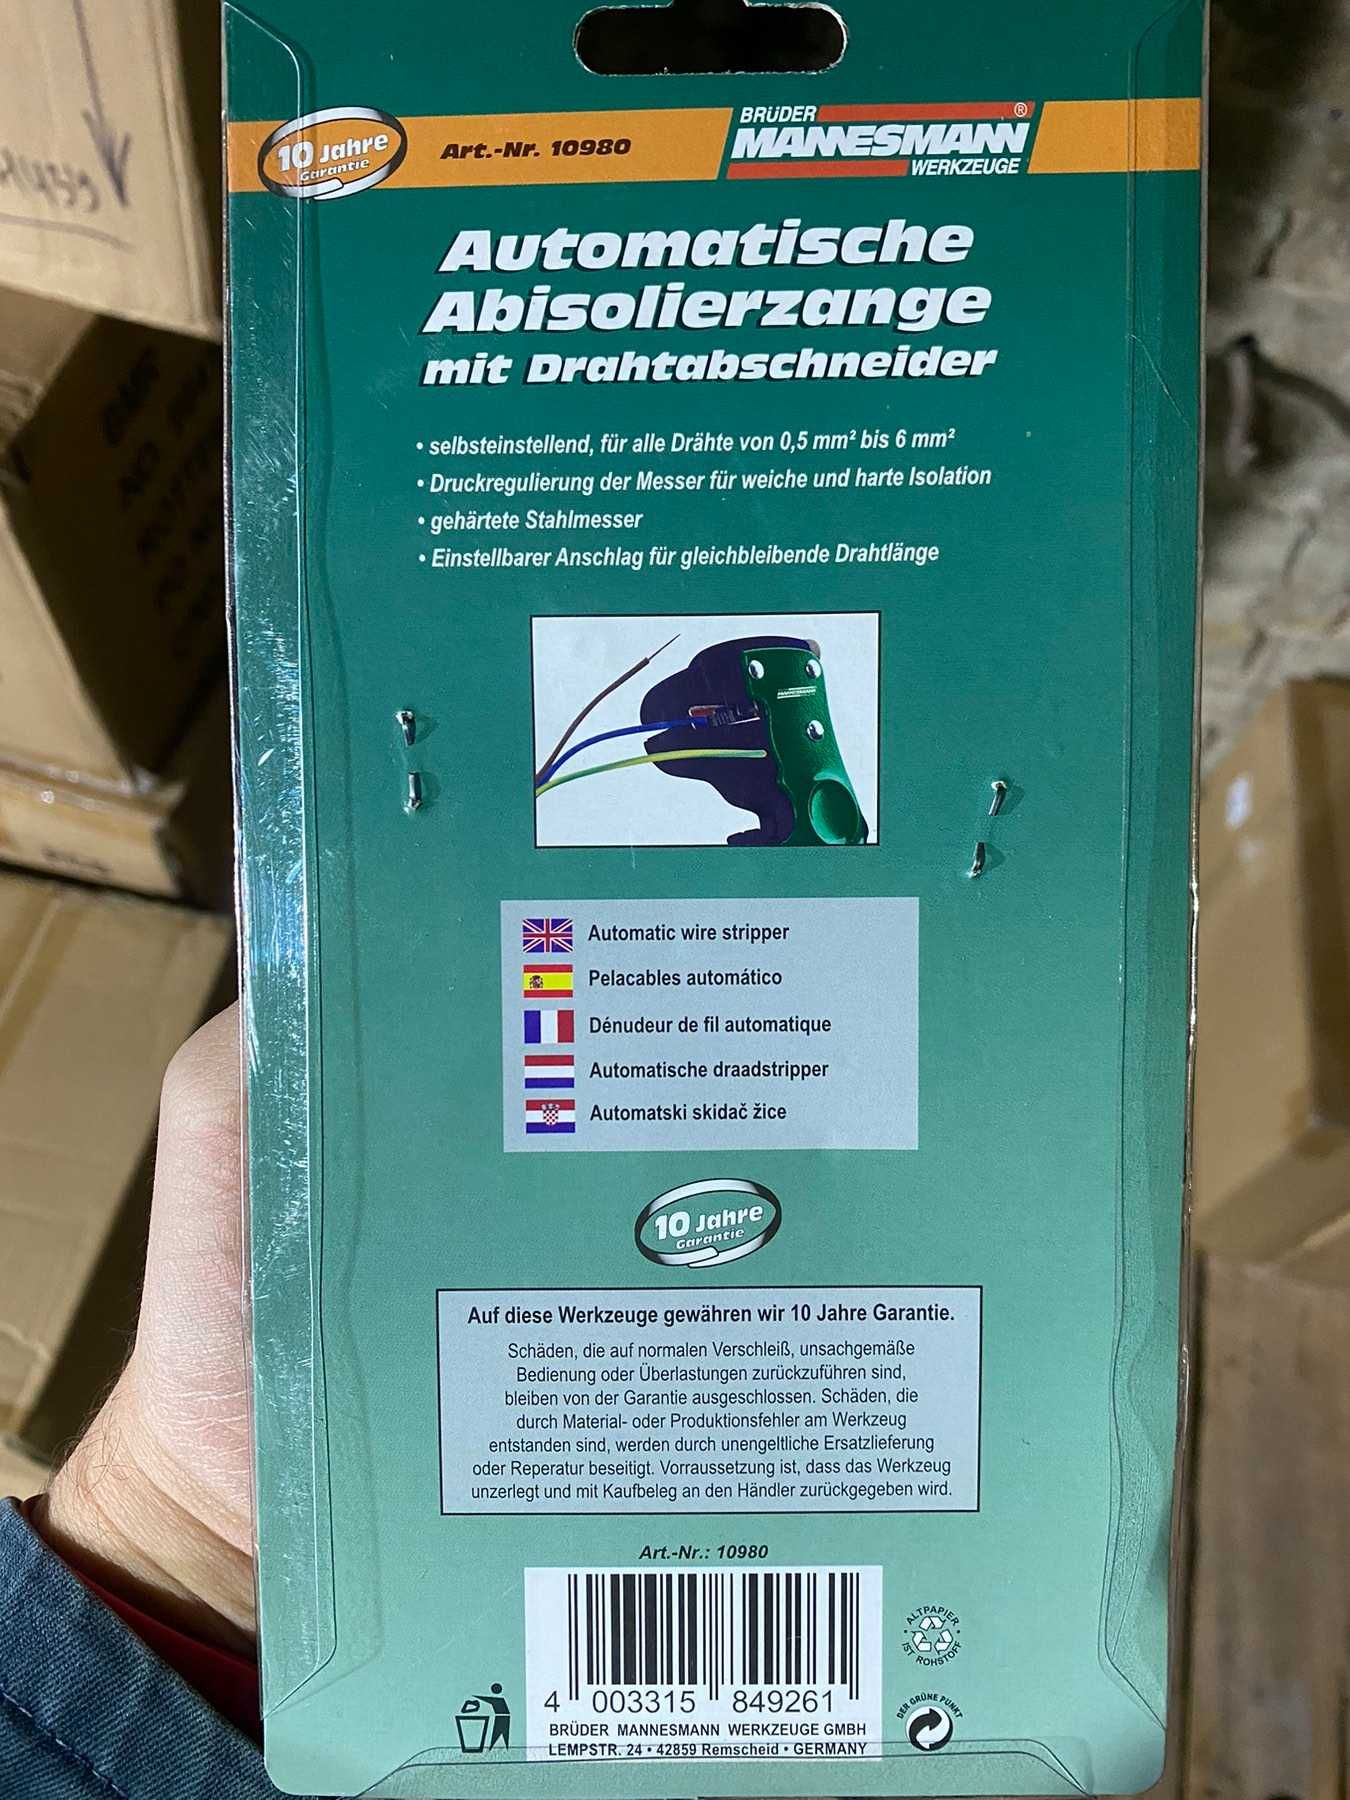 10 Jahre
Garantie
Art.-Nr. 10980
BRÜDER
MANNESMANN®
WERKZEUGE
Automatische
Abisolierzange
mit Drahtabschneider
• selbsteinstellend, für alle Drähte von 0,5 mm² bis 6 mm²
• Druckregulierung der Messer für weiche und harte Isolation
• gehärtete Stahlmesser
• Einstellbarer Anschlag für gleichbleibende Drahtlänge
MANNESMANN
Automatic wire stripper
Pelacables automático
Dénudeur de fil automatique
Automatische draadstripper
Automatski skidač žice
10 Jahre
Garantie
Auf diese Werkzeuge gewähren wir 10 Jahre Garantie.
Schäden, die auf normalen Verschleiß, unsachgemäße
Bedienung oder Überlastungen zurückzuführen sind,
bleiben von der Garantie ausgeschlossen. Schäden, die
durch Material- oder Produktionsfehler am Werkzeug
entstanden sind, werden durch unengeltliche Ersatzlieferung
oder Reperatur beseitigt. Vorraussetzung ist, dass das Werkzeug
unzerlegt und mit Kaufbeleg an den Händler zurückgegeben wird.
Art.-Nr.: 10980
4 003315 849261
BRÜDER MANNESMANN WERKZEUGE GMBH
LEMPSTR. 24 • 42859 Remscheid • GERMANY
• ALTPAPIER •
IST ROHSTOFF
DER GRÜNE PUNKT